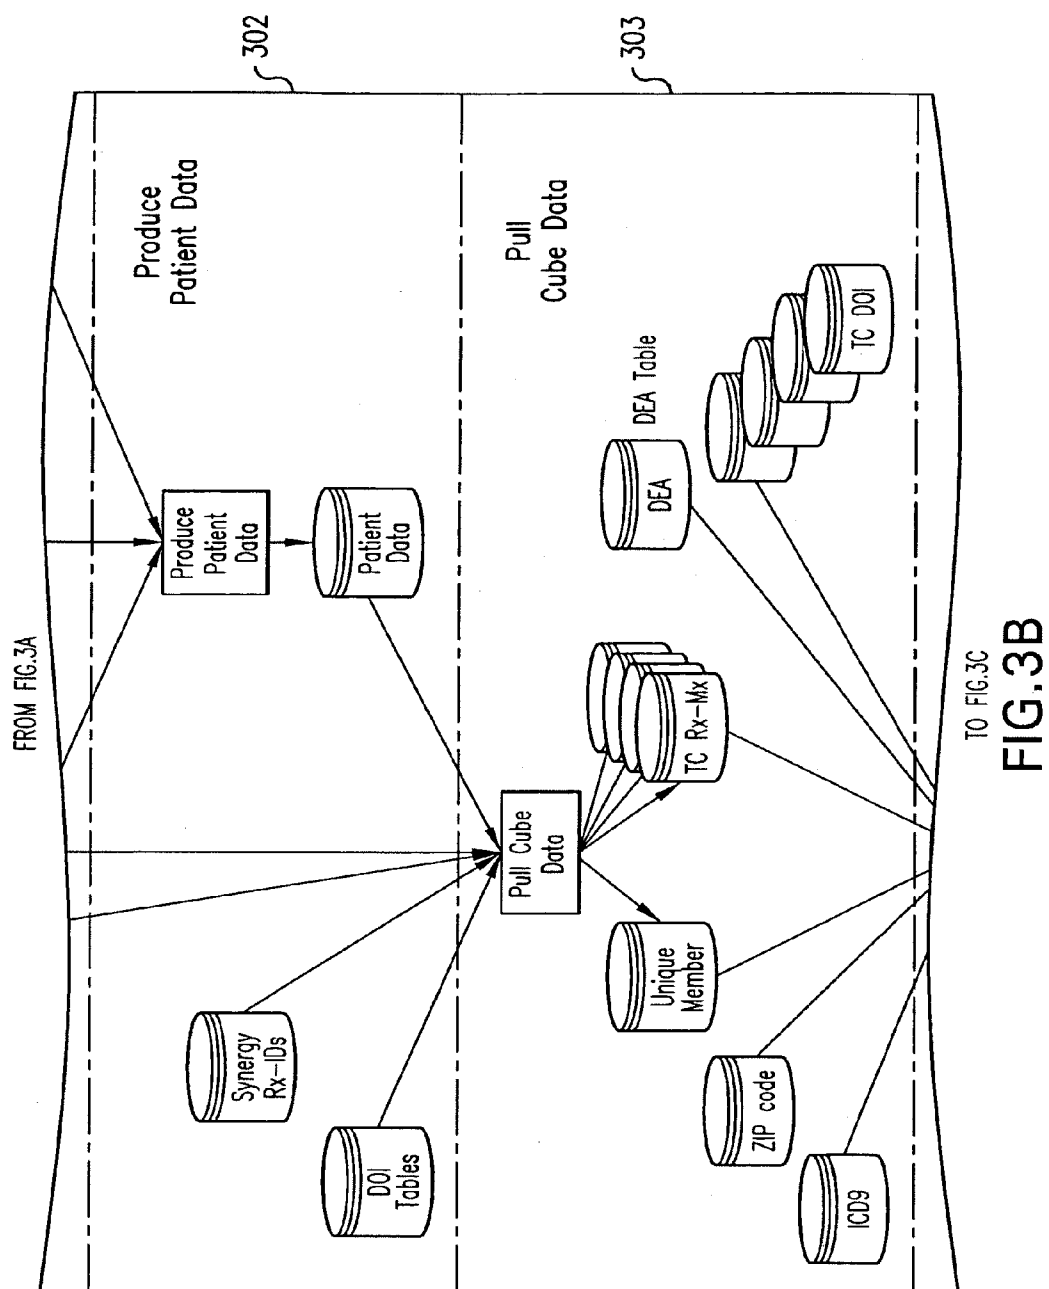 FROM FIG.3A
302
Produce
Patient Data
Produce
Patient
Data
Patient
Data
Synergy
Rx-IDs
DOI
Tables
303
Pull
Cube Data
Pull Cube
Data
DEA Table
DEA
TC DOI
TC Rx-Mx
Unique
Member
ZIP code
ICD9
TO FIG.3C
FIG.3B